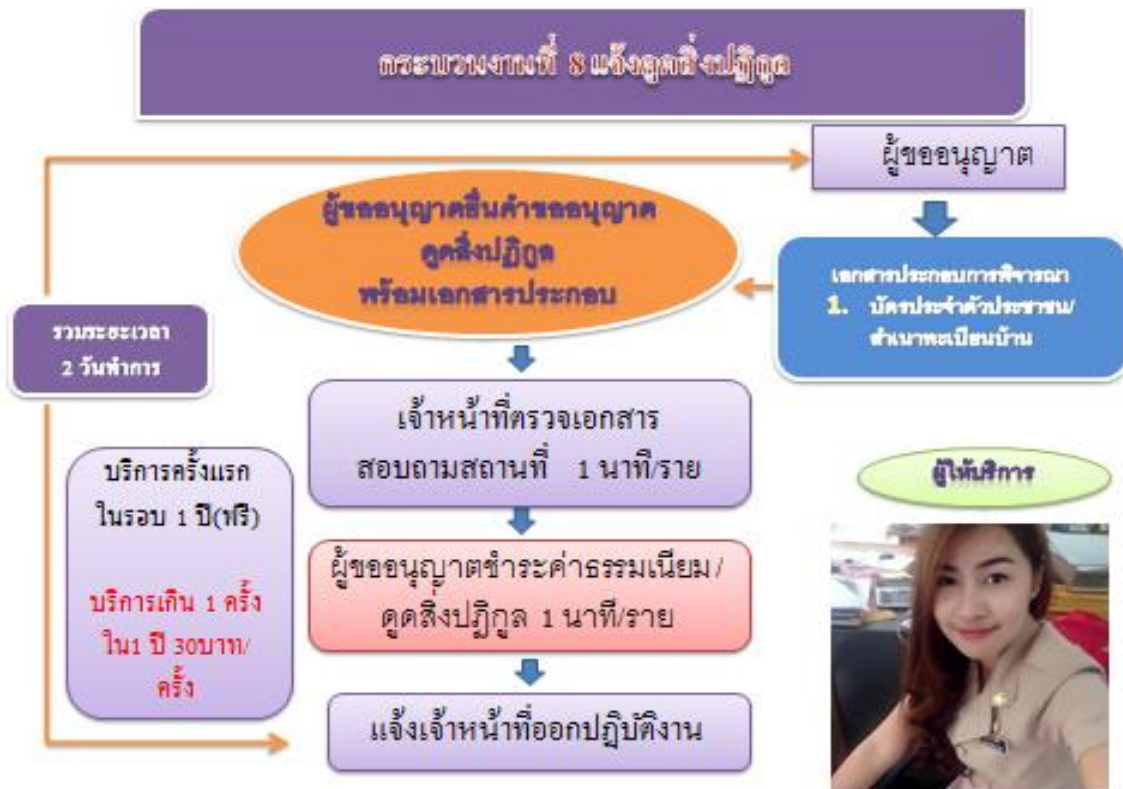 กระบวนงานที่ 8 แจ้งดูดสิ่งปฏิกูล
ผู้ขออนุญาต
ผู้ขออนุญาตยื่นคำขออนุญาต
ดูดสิ่งปฏิกูล
พร้อมเอกสารประกอบ
เอกสารประกอบการพิจารณา
1. บัตรประจำตัวประชาชน/
สำเนาทะเบียนบ้าน
รวมระยะเวลา
2 วันทำการ
เจ้าหน้าที่ตรวจเอกสาร
สอบถามสถานที่ 1 นาที/ราย
บริการครั้งแรก
ในรอบ 1 ปี(ฟรี)
บริการเกิน 1 ครั้ง
ใน1 ปี 30บาท/
ครั้ง
ผู้ให้บริการ
ผู้ขออนุญาตชำระค่าธรรมเนียม/
ดูดสิ่งปฏิกูล 1 นาที/ราย
แจ้งเจ้าหน้าที่ออกปฏิบัติงาน